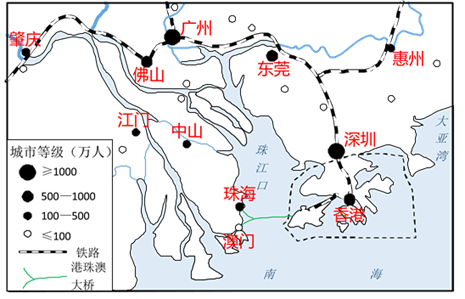 广州
肇庆
佛山
东莞
惠州
江门
中山
深圳
大亚湾
珠江口
城市等级（万人）
≥1000
500—1000
100—500
≤100
铁路
港珠澳
大桥
珠海
香港
澳门
南 海